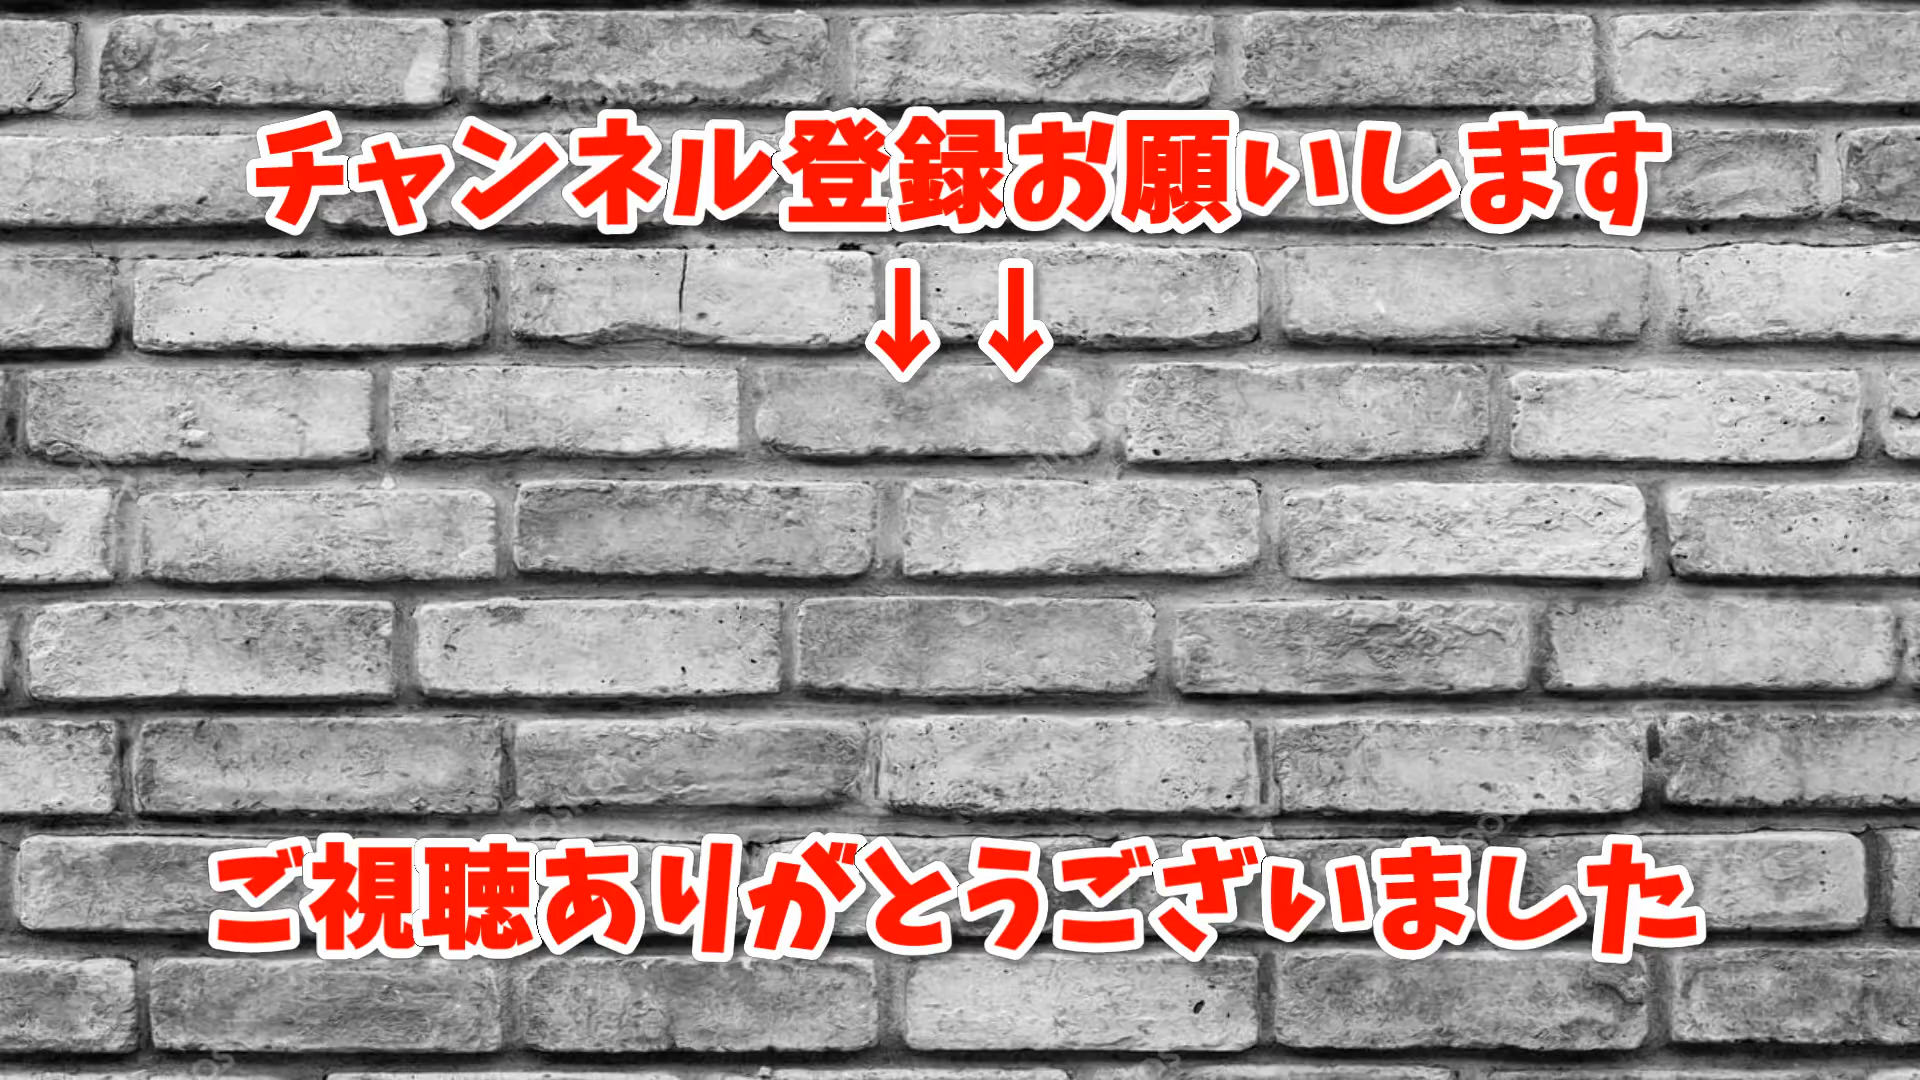 チャンネル登録お願いします
↓ ↓
ご視聴ありがとうございました